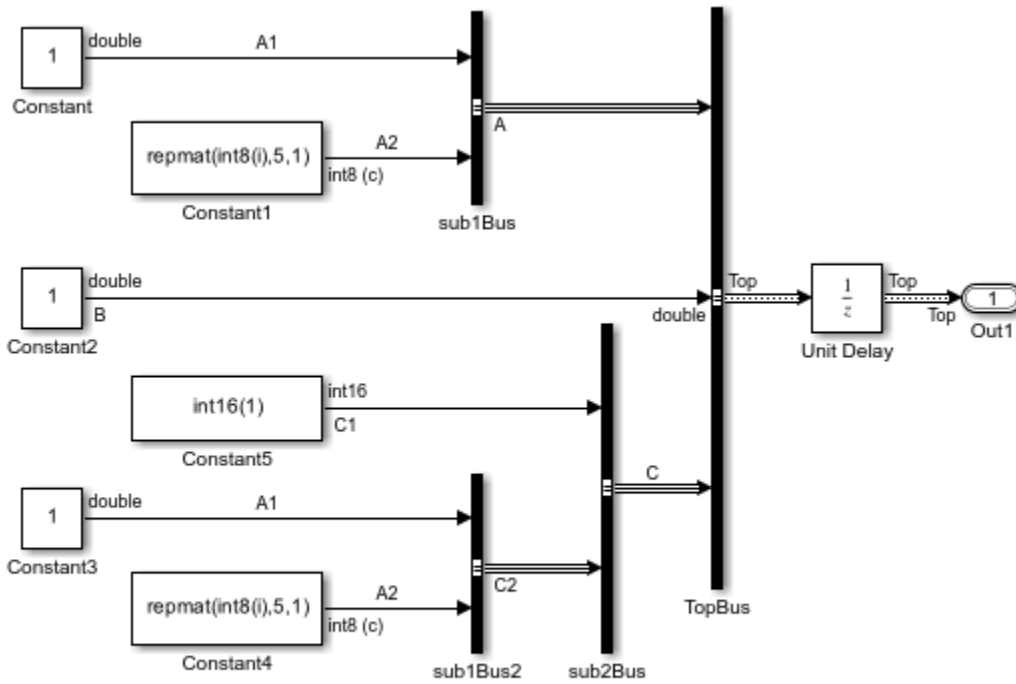 double
A1
1
Constant
A
A2
repmat(int8(i),5,1)
int8 (c)
Constant1
sub1Bus
double
1
B
Constant2
double
Top
1
z
Top
Top
1
Out1
Unit Delay
int16
int16(1)
C1
Constant5
C
double
A1
1
Constant3
C2
A2
repmat(int8(i),5,1)
int8 (c)
Constant4
sub1Bus2
sub2Bus
TopBus